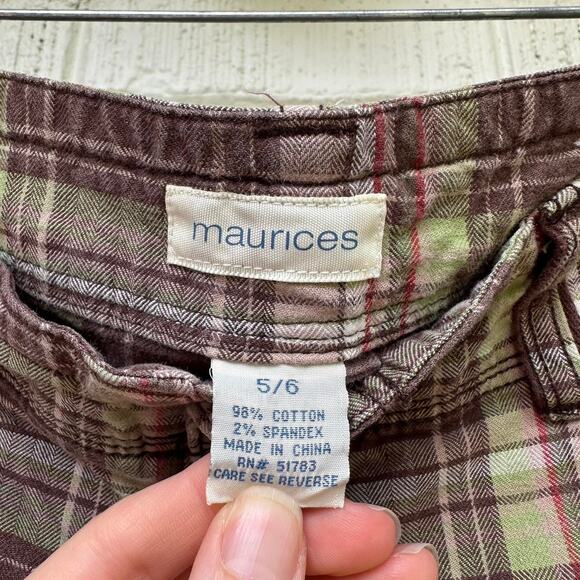 maurices
5/6
98% COTTON
2% SPANDEX
MADE IN CHINA
RN# 51783
CARE SEE REVERSE